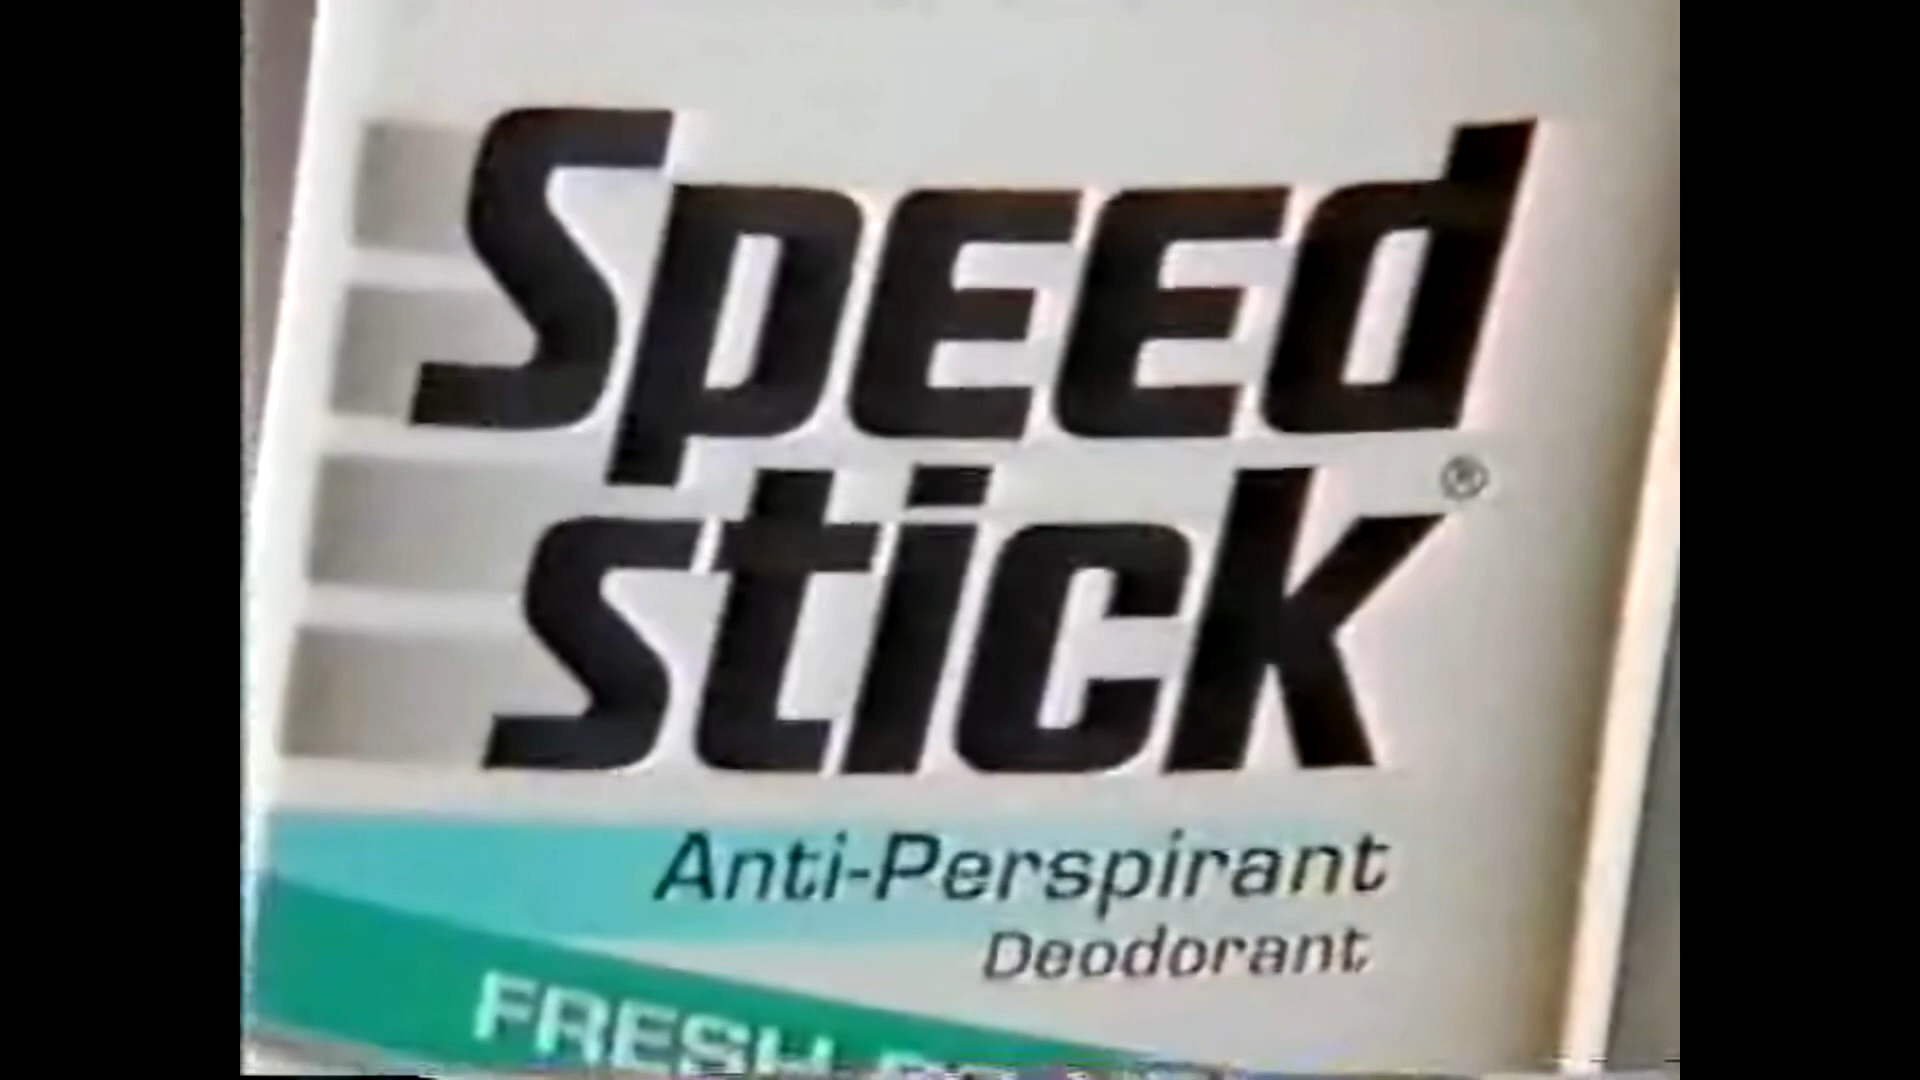 Speed
stick®
Anti-Perspirant
Deodorant
FRESH